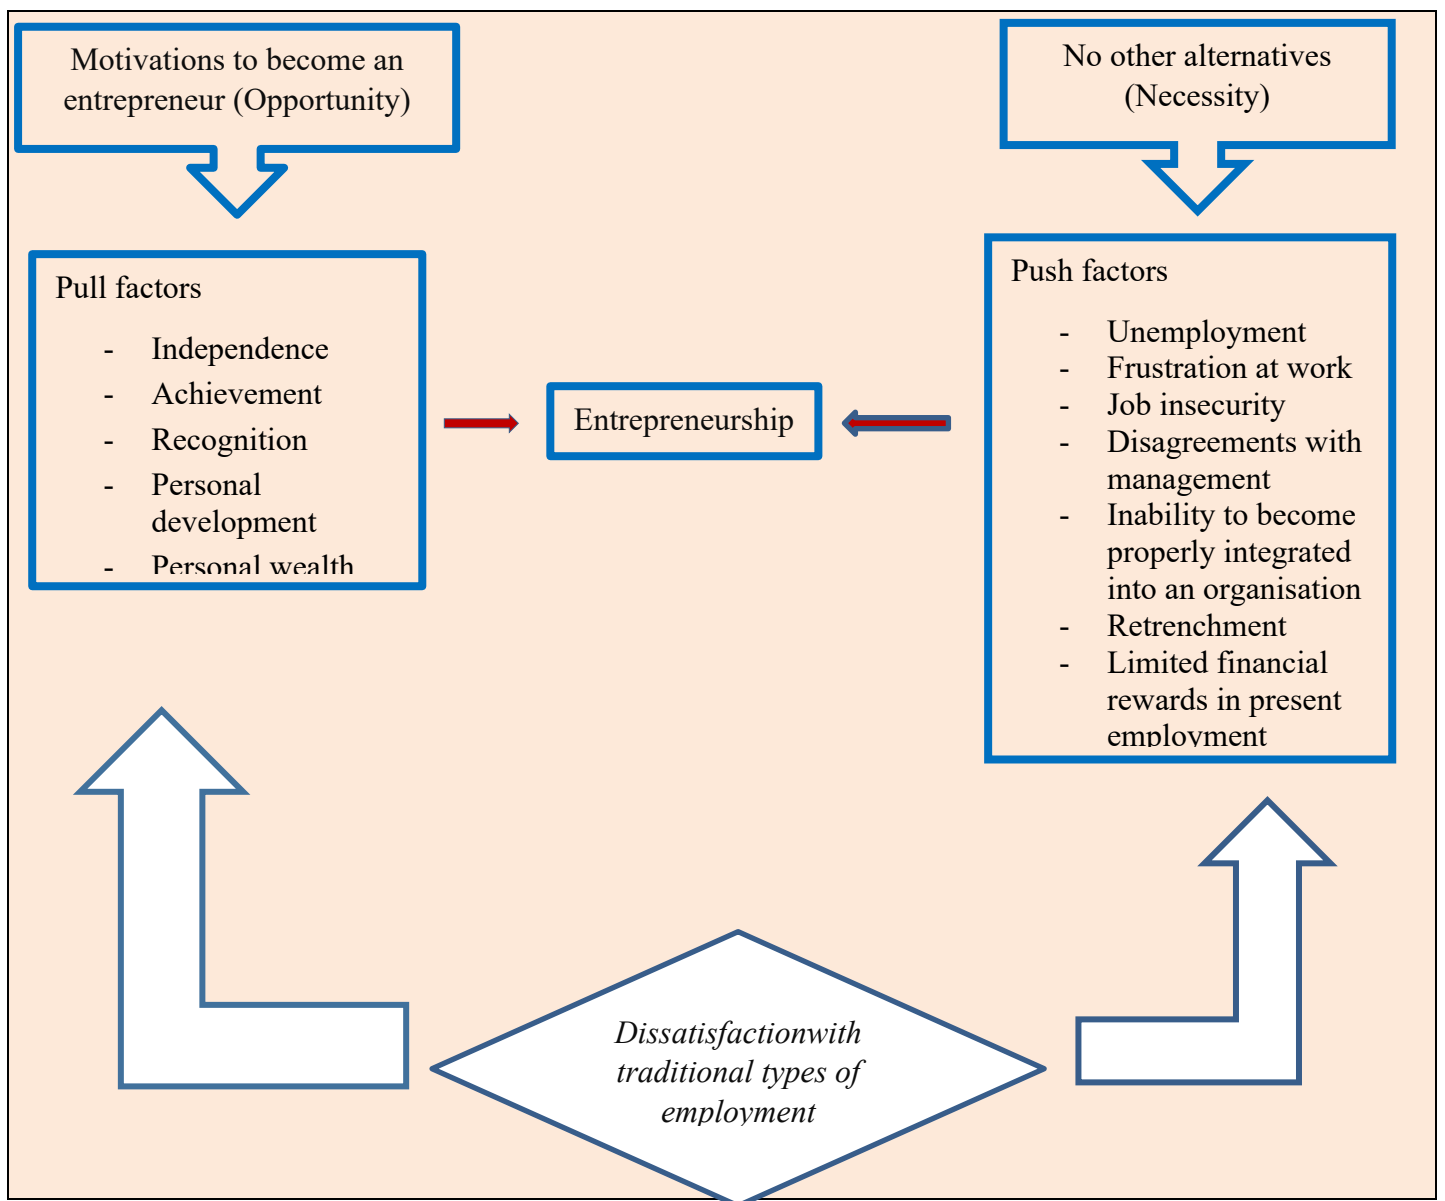 Motivations to become an
entrepreneur (Opportunity)
No other alternatives
(Necessity)
Pull factors
- Independence
- Achievement
- Recognition
- Personal
development
- Personal wealth
Entrepreneurship
Push factors
- Unemployment
- Frustration at work
- Job insecurity
- Disagreements with
management
- Inability to become
properly integrated
into an organisation
- Retrenchment
- Limited financial
rewards in present
employment
Dissatisfactionwith
traditional types of
employment